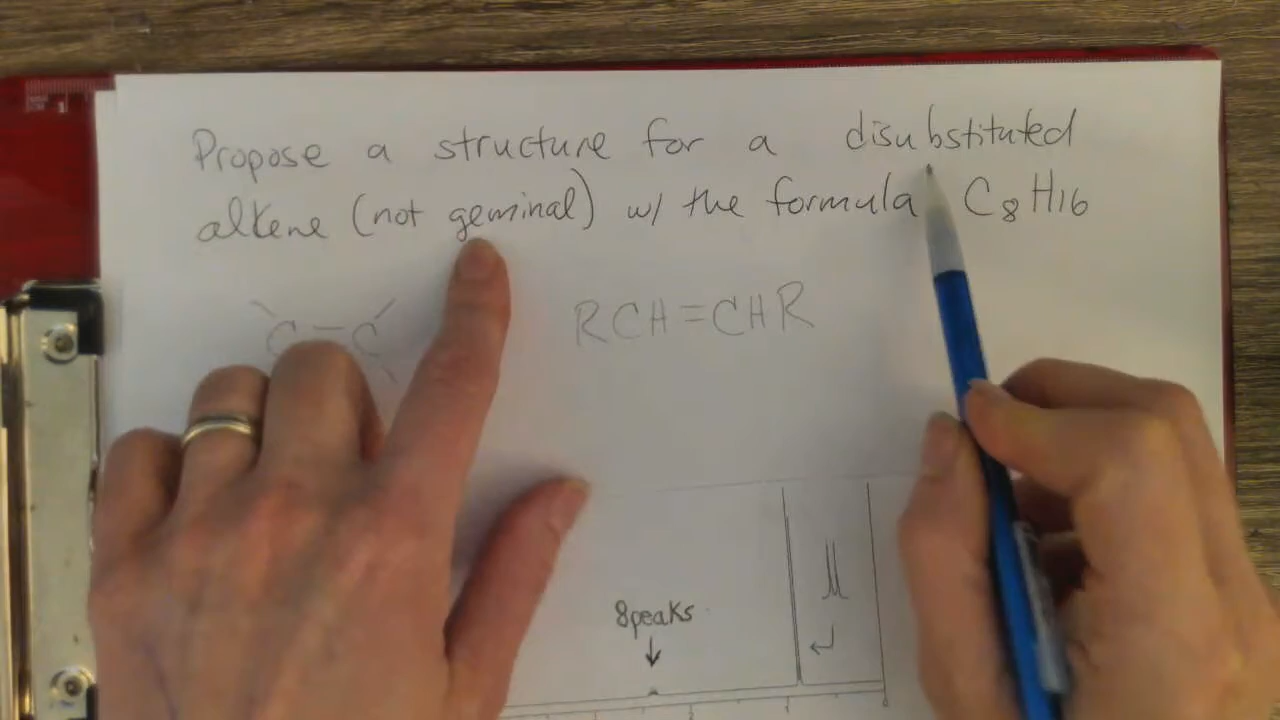 Propose a structure for a disubstituted
alkene (not geminal) w/ the formula C8H16
C-C
RCH=CHR
8peaks